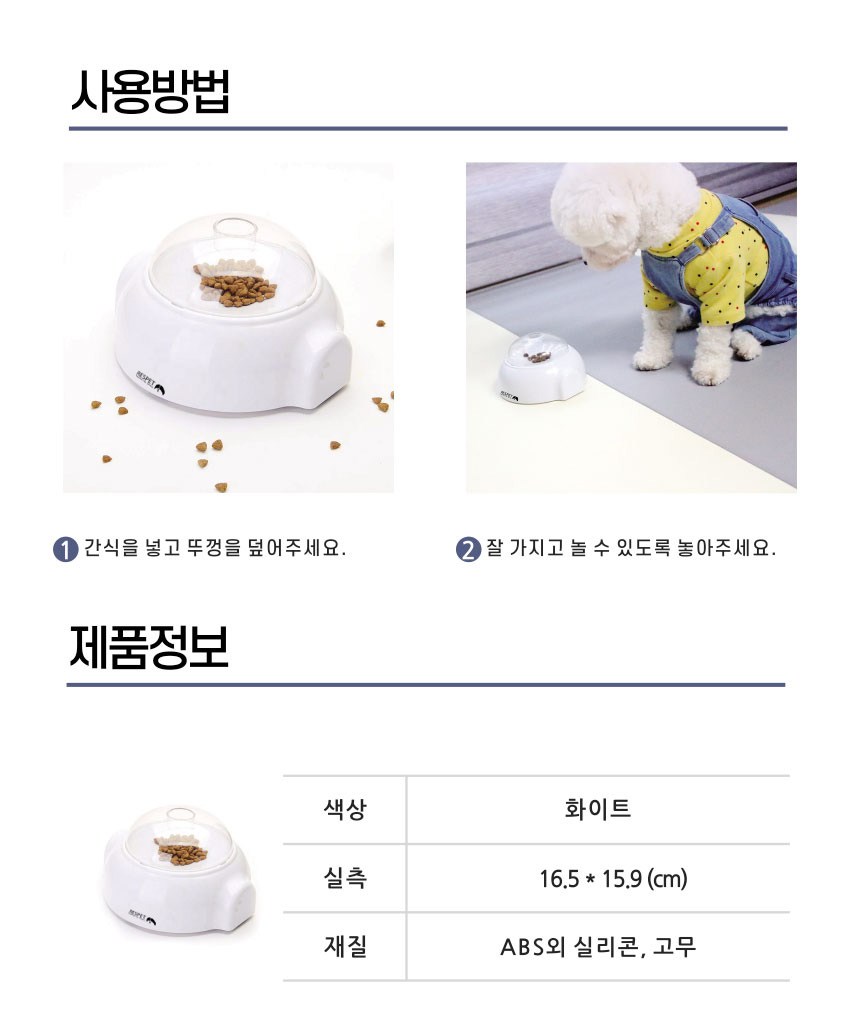 사용방법
BESPET
❶ 간식을 넣고 뚜껑을 덮어주세요.
❷ 잘 가지고 놀 수 있도록 놓아주세요.
제품정보
색상 화이트
실측 16.5 * 15.9 (cm)
재질 ABS외 실리콘, 고무